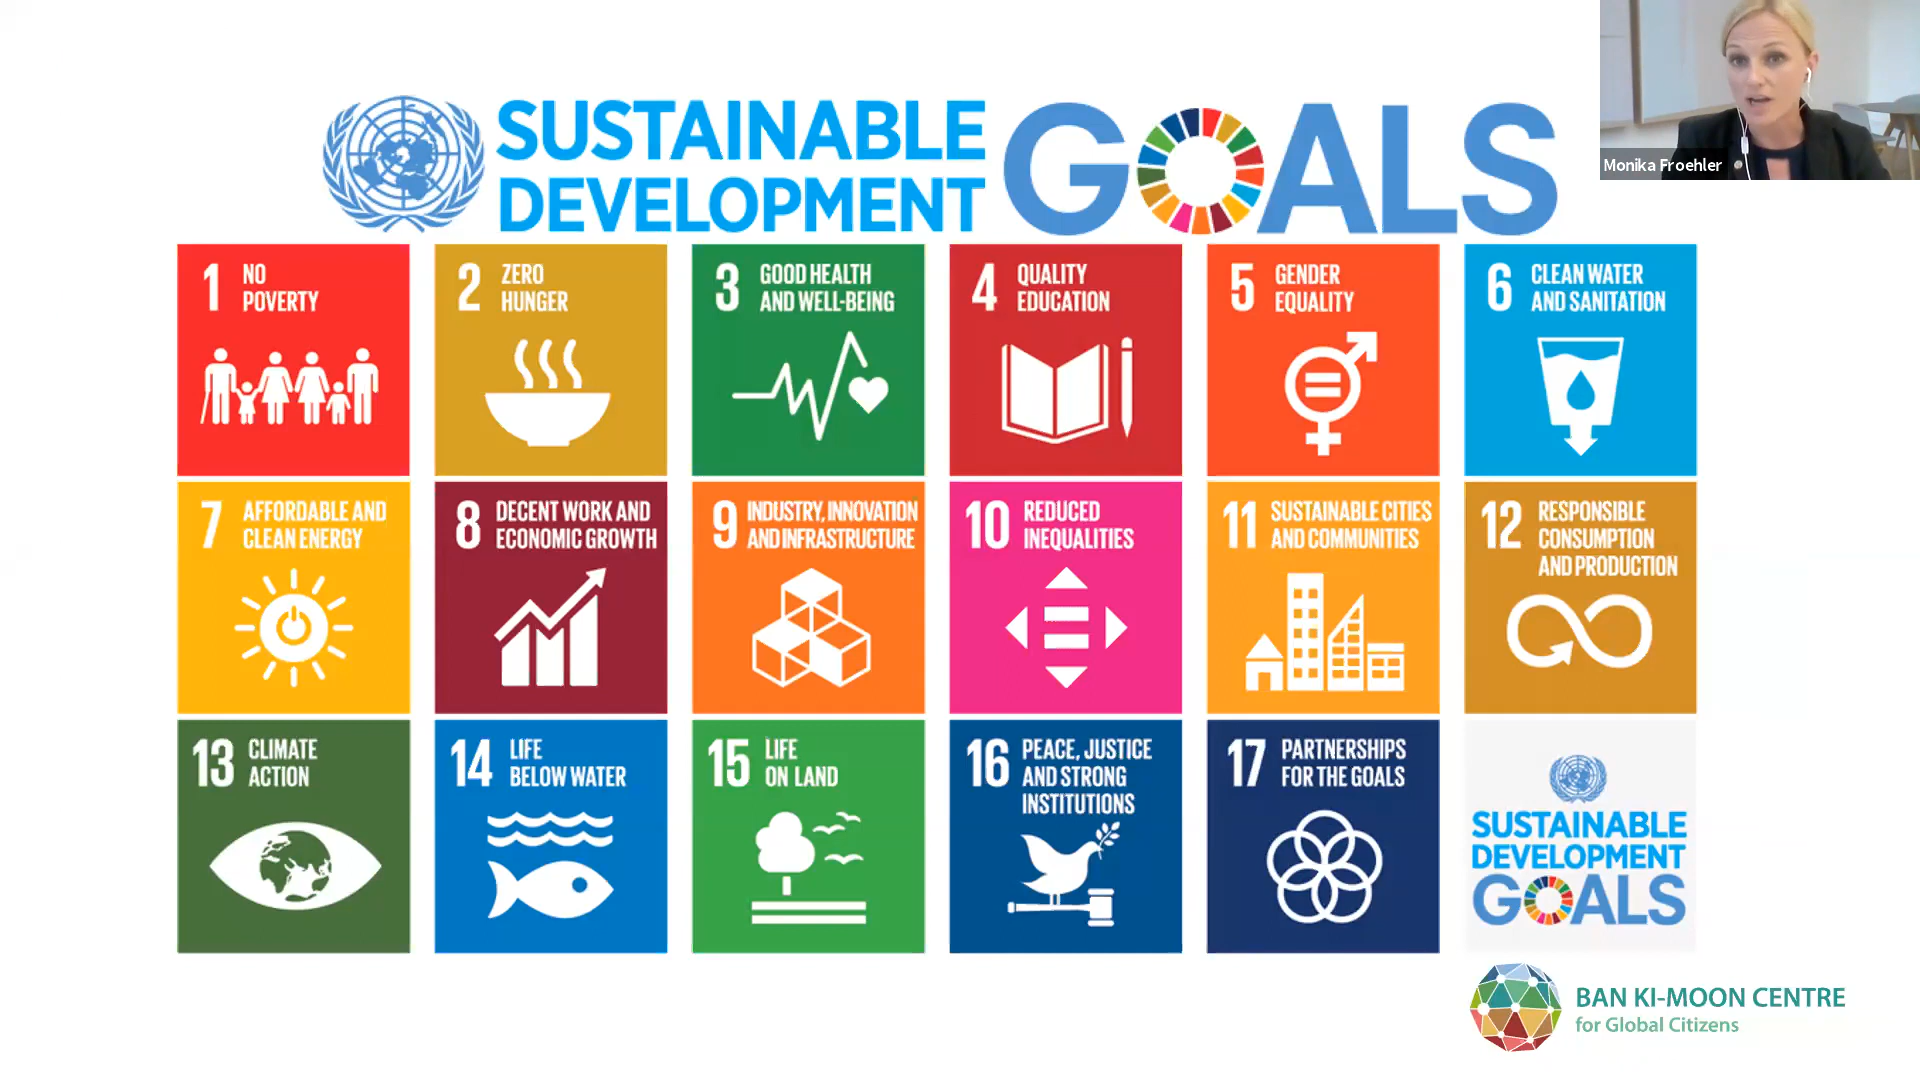 SUSTAINABLE
DEVELOPMENT
GOALS
Monika Froehler
1 NO
POVERTY
2 ZERO
HUNGER
3 GOOD HEALTH
AND WELL-BEING
4 QUALITY
EDUCATION
5 GENDER
EQUALITY
6 CLEAN WATER
AND SANITATION
7 AFFORDABLE AND
CLEAN ENERGY
8 DECENT WORK AND
ECONOMIC GROWTH
9 INDUSTRY, INNOVATION
AND INFRASTRUCTURE
10 REDUCED
INEQUALITIES
11 SUSTAINABLE CITIES
AND COMMUNITIES
12 RESPONSIBLE
CONSUMPTION
AND PRODUCTION
13 CLIMATE
ACTION
14 LIFE
BELOW WATER
15 LIFE
ON LAND
16 PEACE, JUSTICE
AND STRONG
INSTITUTIONS
17 PARTNERSHIPS
FOR THE GOALS
SUSTAINABLE
DEVELOPMENT
GOALS
BAN KI-MOON CENTRE
for Global Citizens